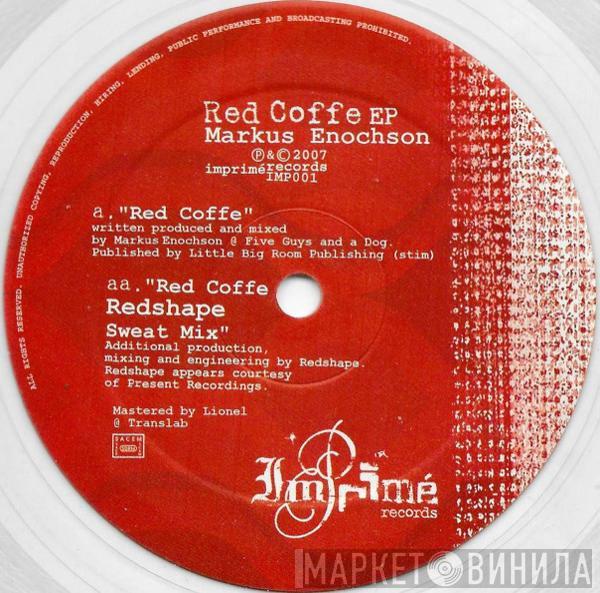 ALL RIGHTS RESERVED. UNAUTHORIZED COPYING, REPRODUCTION, HIRING, LENDING, PUBLIC PERFORMANCE AND BROADCASTING PROHIBITED.
Red Coffe EP
Markus Enochson
℗ & © 2007
imprimé records
IMP001
a. "Red Coffe"
written produced and mixed
by Markus Enochson @ Five Guys and a Dog.
Published by Little Big Room Publishing (stim)
aa. "Red Coffe
Redshape
Sweat Mix"
Additional production,
mixing and engineering by Redshape.
Redshape appears courtesy
of Present Recordings.
Mastered by Lionel
@ Translab
SACEM
Imprimé
records
МАРКЕТ ВИНИЛА